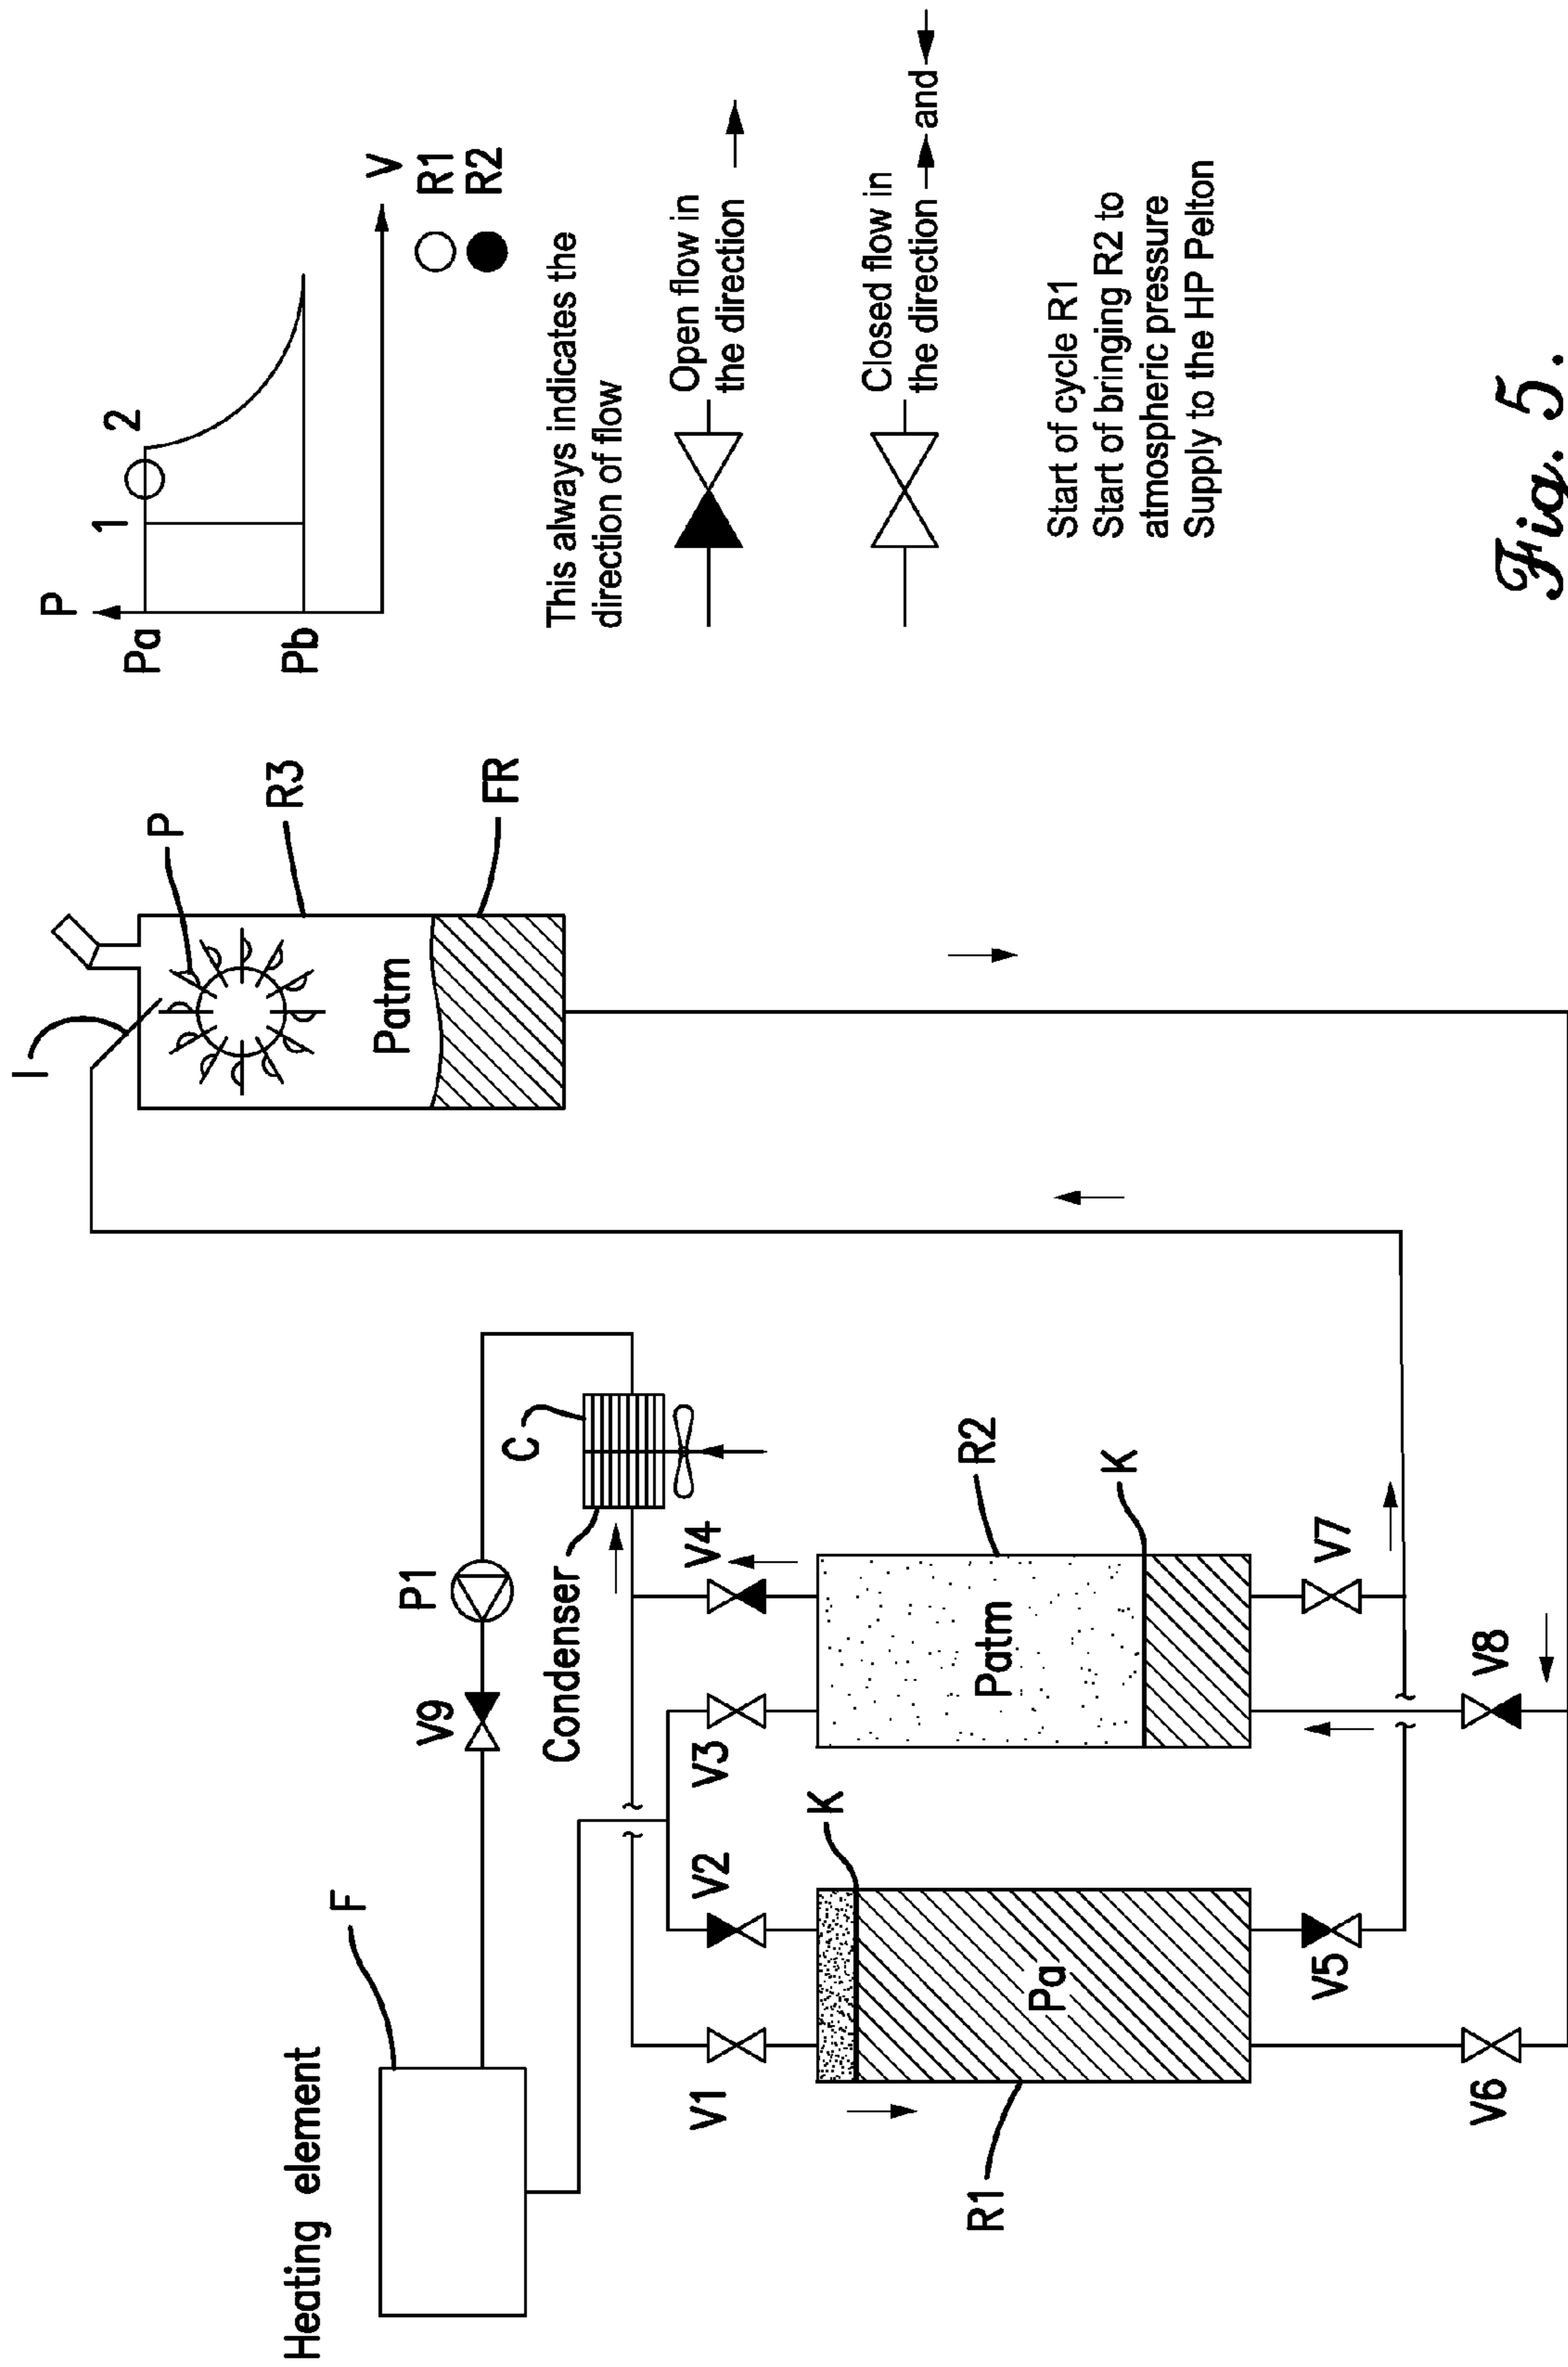 Heating element
F
V9
P1
C
Condenser
V1
V2
V3
V4
K
R1
Pa
Patm
R2
K
V5
V6
V7
V8
I
P
Patm
R3
FR
P
Pa
Pb
1
2
V
R1
R2
This always indicates the
direction of flow
Open flow in
the direction
Closed flow in
the direction and
Start of cycle R1
Start of bringing R2 to
atmospheric pressure
Supply to the HP Pelton
Fig. 5.